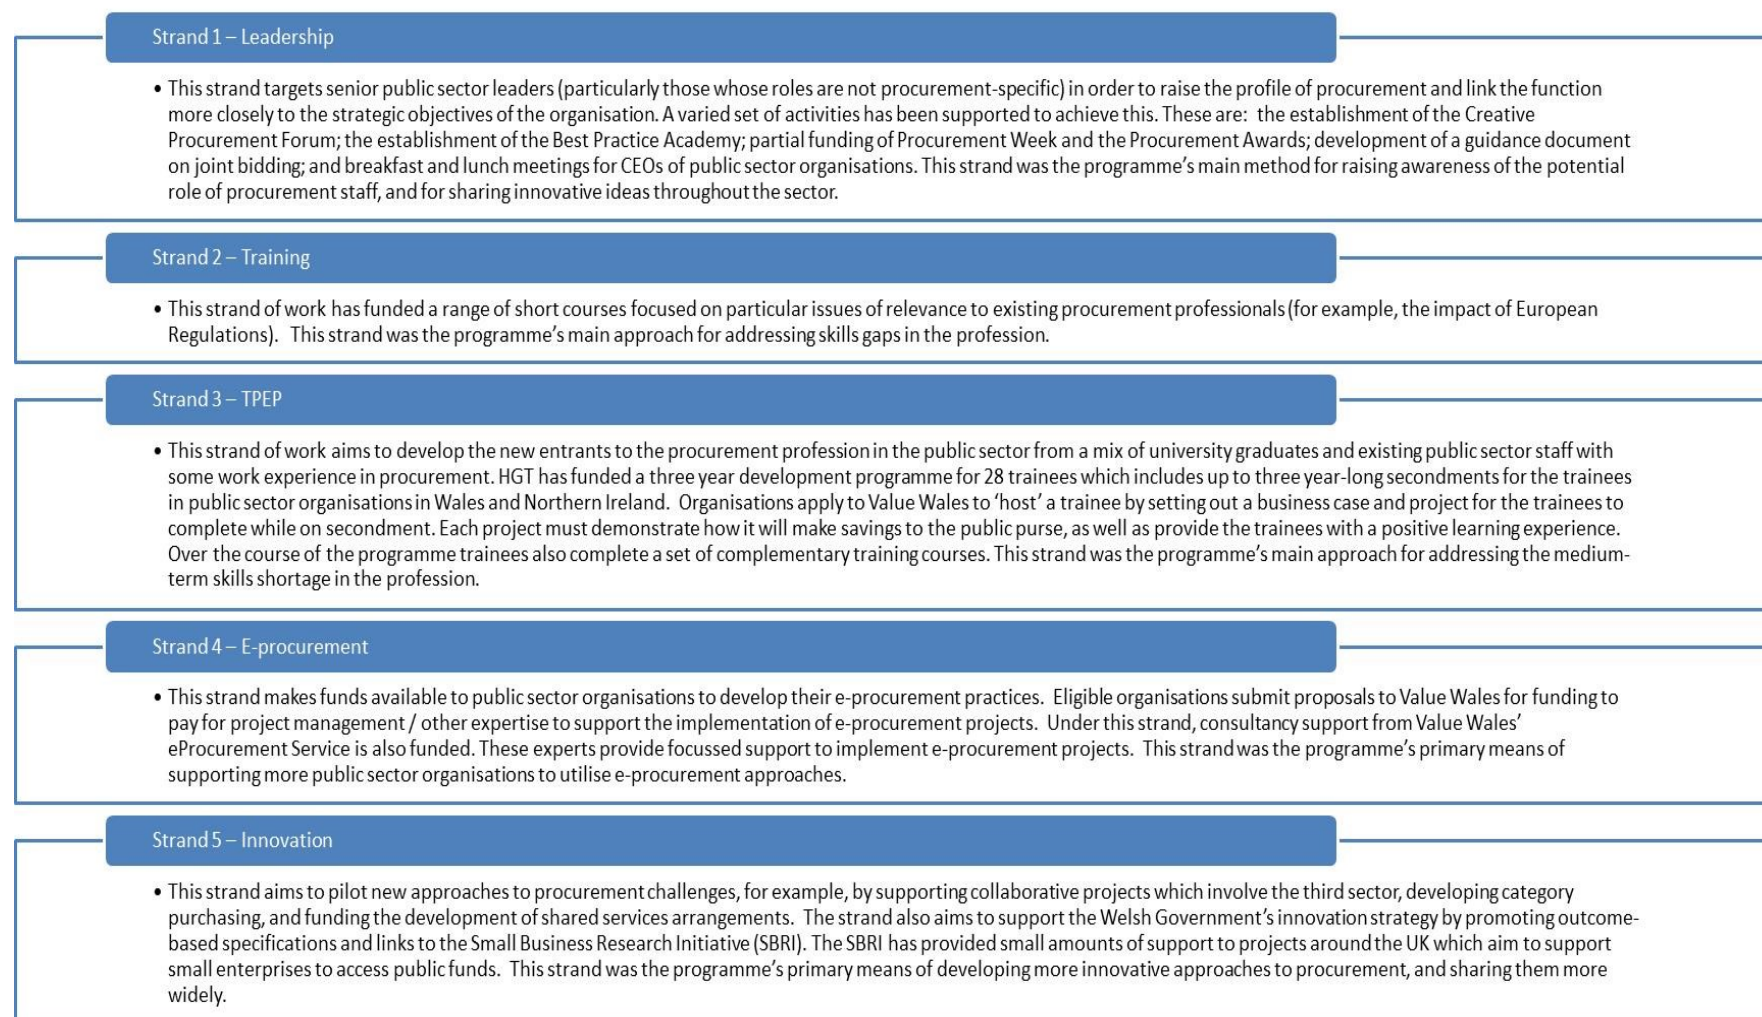 Strand 1 – Leadership
• This strand targets senior public sector leaders (particularly those whose roles are not procurement-specific) in order to raise the profile of procurement and link the function
more closely to the strategic objectives of the organisation. A varied set of activities has been supported to achieve this. These are: the establishment of the Creative
Procurement Forum; the establishment of the Best Practice Academy; partial funding of Procurement Week and the Procurement Awards; development of a guidance document
on joint bidding; and breakfast and lunch meetings for CEOs of public sector organisations. This strand was the programme's main method for raising awareness of the potential
role of procurement staff, and for sharing innovative ideas throughout the sector.
Strand 2 – Training
• This strand of work has funded a range of short courses focused on particular issues of relevance to existing procurement professionals (for example, the impact of European
Regulations). This strand was the programme's main approach for addressing skills gaps in the profession.
Strand 3 – TPEP
• This strand of work aims to develop the new entrants to the procurement profession in the public sector from a mix of university graduates and existing public sector staff with
some work experience in procurement. HGT has funded a three year development programme for 28 trainees which includes up to three year-long secondments for the trainees
in public sector organisations in Wales and Northern Ireland. Organisations apply to Value Wales to 'host' a trainee by setting out a business case and project for the trainees to
complete while on secondment. Each project must demonstrate how it will make savings to the public purse, as well as provide the trainees with a positive learning experience.
Over the course of the programme trainees also complete a set of complementary training courses. This strand was the programme's main approach for addressing the medium-
term skills shortage in the profession.
Strand 4 – E-procurement
• This strand makes funds available to public sector organisations to develop their e-procurement practices. Eligible organisations submit proposals to Value Wales for funding to
pay for project management / other expertise to support the implementation of e-procurement projects. Under this strand, consultancy support from Value Wales'
eProcurement Service is also funded. These experts provide focussed support to implement e-procurement projects. This strand was the programme's primary means of
supporting more public sector organisations to utilise e-procurement approaches.
Strand 5 – Innovation
• This strand aims to pilot new approaches to procurement challenges, for example, by supporting collaborative projects which involve the third sector, developing category
purchasing, and funding the development of shared services arrangements. The strand also aims to support the Welsh Government's innovation strategy by promoting outcome-
based specifications and links to the Small Business Research Initiative (SBRI). The SBRI has provided small amounts of support to projects around the UK which aim to support
small enterprises to access public funds. This strand was the programme's primary means of developing more innovative approaches to procurement, and sharing them more
widely.